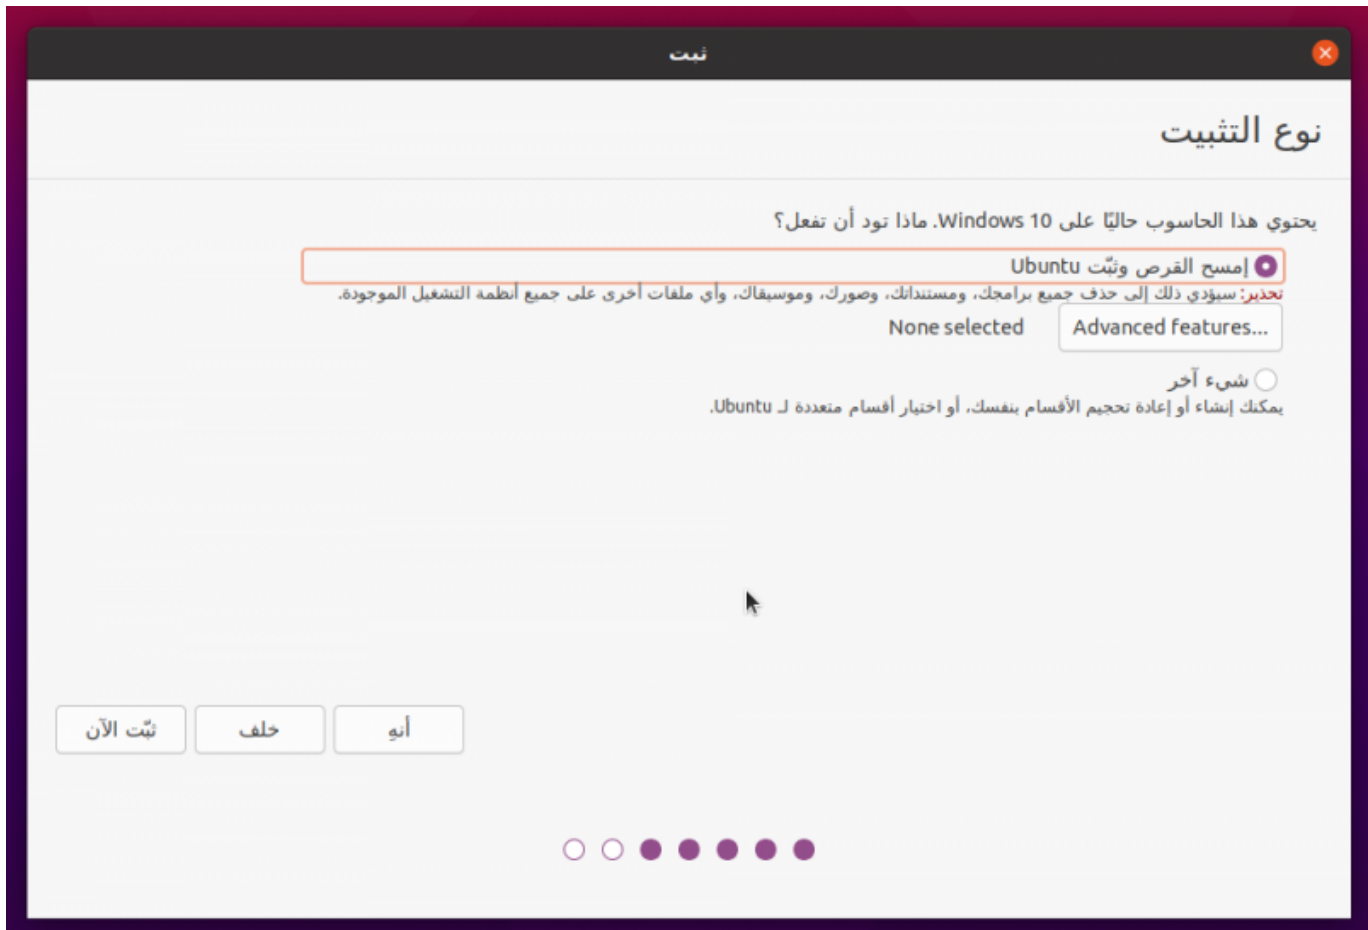 ثبت
نوع التثبيت
يحتوي هذا الحاسوب حاليًا على Windows 10. ماذا تود أن تفعل؟
إمسح القرص وثبّت Ubuntu
تحذير: سيؤدي ذلك إلى حذف جميع برامجك، ومستنداتك، وصورك، وموسيقاك، وأي ملفات أخرى على جميع أنظمة التشغيل الموجودة.
Advanced features... None selected
شيء آخر
يمكنك إنشاء أو إعادة تحجيم الأقسام بنفسك، أو اختيار أقسام متعددة لـ Ubuntu.
أنهِ خلف ثبّت الآن